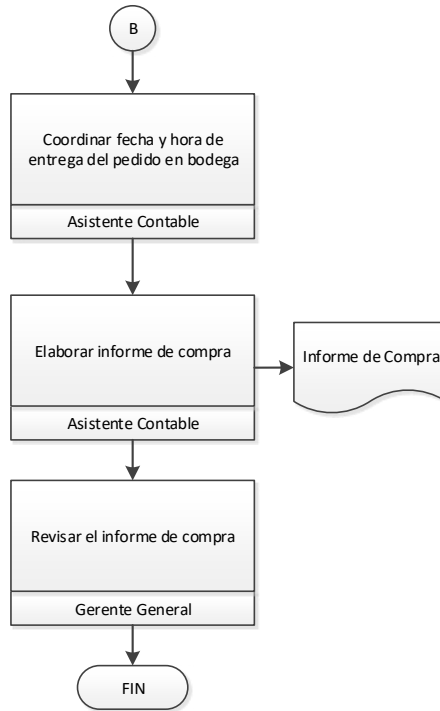 B
Coordinar fecha y hora de
entrega del pedido en bodega
Asistente Contable
Elaborar informe de compra
Informe de Compra
Asistente Contable
Revisar el informe de compra
Gerente General
FIN